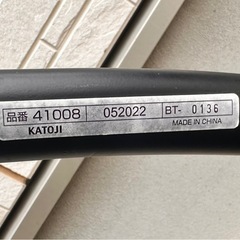 品番 41008 052022 BT- 0136
KATOJI MADE IN CHINA